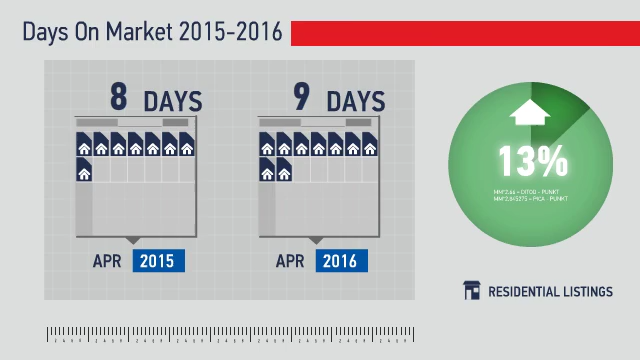 Days On Market 2015-2016
8 DAYS
9 DAYS
APR 2015
APR 2016
13%
RESIDENTIAL LISTINGS